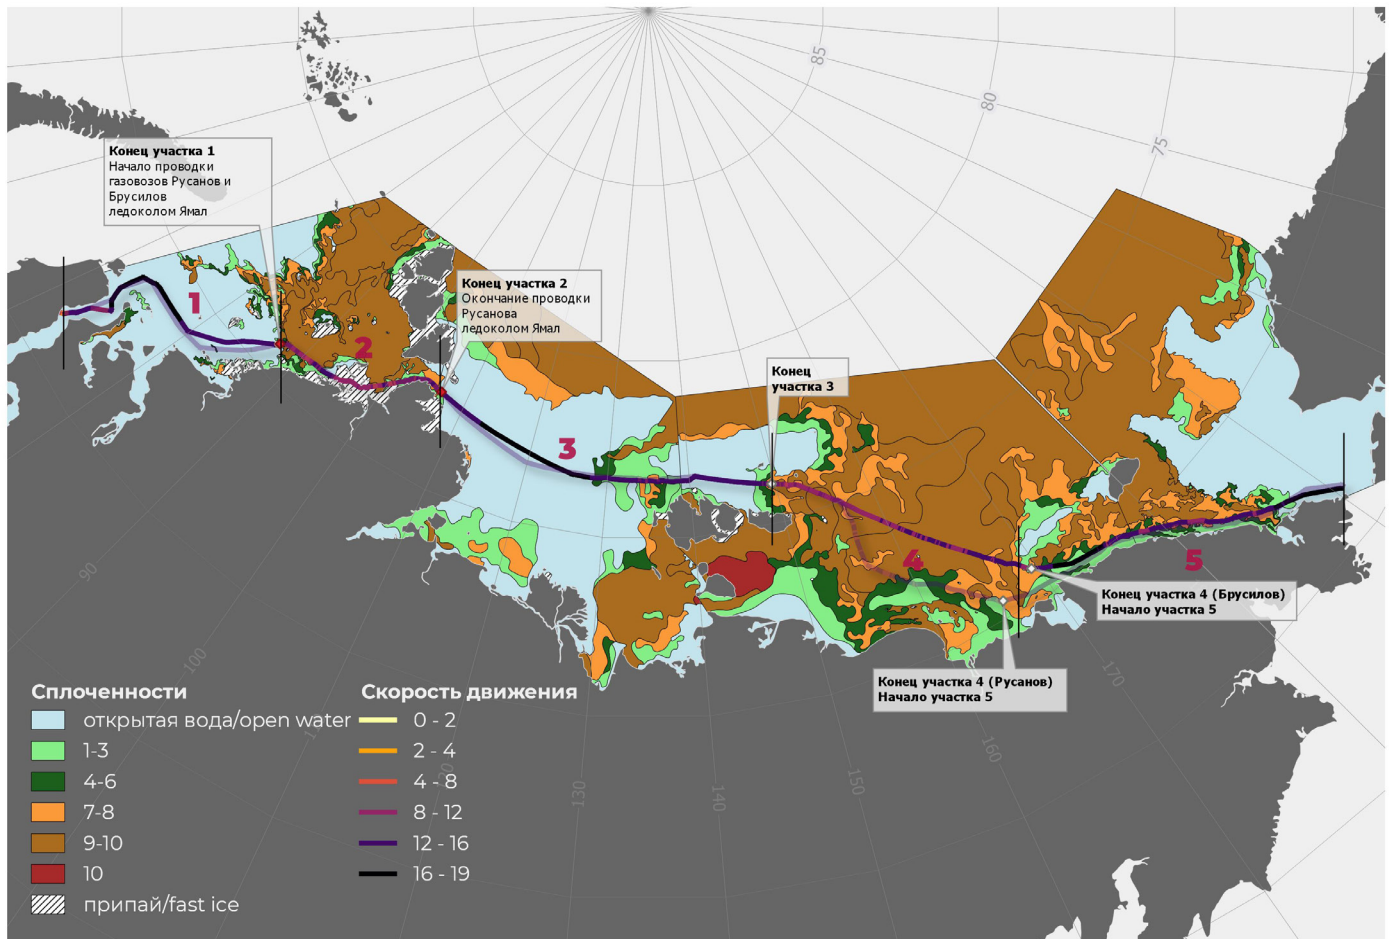 85
80
75
Конец участка 1
Начало проводки
газовозов Русанов и
Брусилов
ледоколом Ямал
1
2
Конец участка 2
Окончание проводки
Русанова
ледоколом Ямал
3
Конец
участка 3
4
5
Конец участка 4 (Брусилов)
Начало участка 5
Конец участка 4 (Русанов)
Начало участка 5
90
100
130
140
150
160
170
Сплоченности
открытая вода/open water
1-3
4-6
7-8
9-10
10
припай/fast ice
Скорость движения
0 - 2
2 - 4
4 - 8
8 - 12
12 - 16
16 - 19